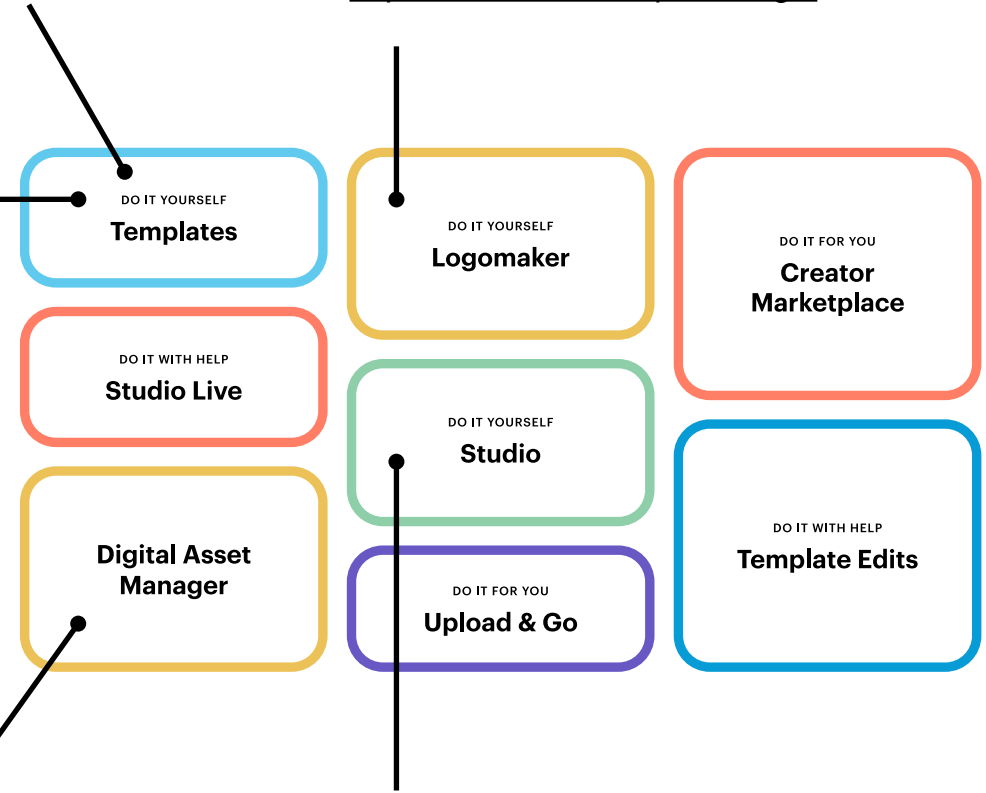 DO IT YOURSELF
Templates
DO IT WITH HELP
Studio Live
Digital Asset
Manager
DO IT YOURSELF
Logomaker
DO IT YOURSELF
Studio
DO IT FOR YOU
Upload & Go
DO IT FOR YOU
Creator
Marketplace
DO IT WITH HELP
Template Edits